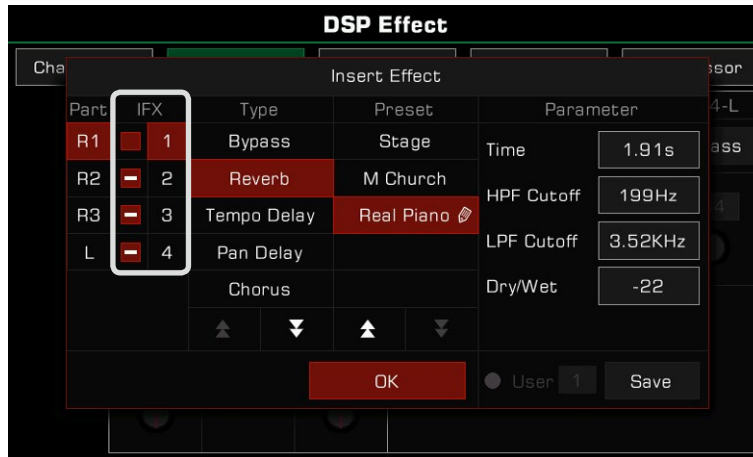 DSP Effect
Cha
ssor
Insert Effect
Part IFX Type Preset Parameter
4-L
R1 1 Bypass Stage
Time 1.91s
ass
R2 2 Reverb M Church
HPF Cutoff 199Hz
R3 3 Tempo Delay Real Piano
4
L 4 Pan Delay
LPF Cutoff 3.52KHz
Chorus
Dry/Wet -22
OK
User 1 Save